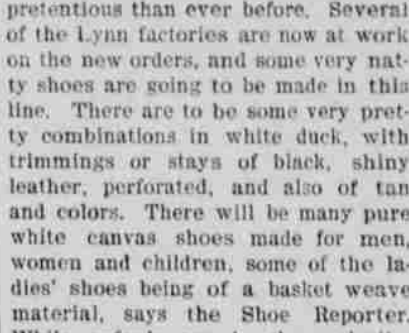 pretentious than ever before. Several
of the Lynn factories are now at work
on the new orders, and some very nat-
ty shoes are going to be made in this
line. There are to be some very pret-
ty combinations in white duck, with
trimmings or stays of black, shiny
leather, perforated, and also of tan
and colors. There will be many pure
white canvas shoes made for men,
women and children, some of the la-
dies' shoes being of a basket weave
material, says the Shoe Reporter.